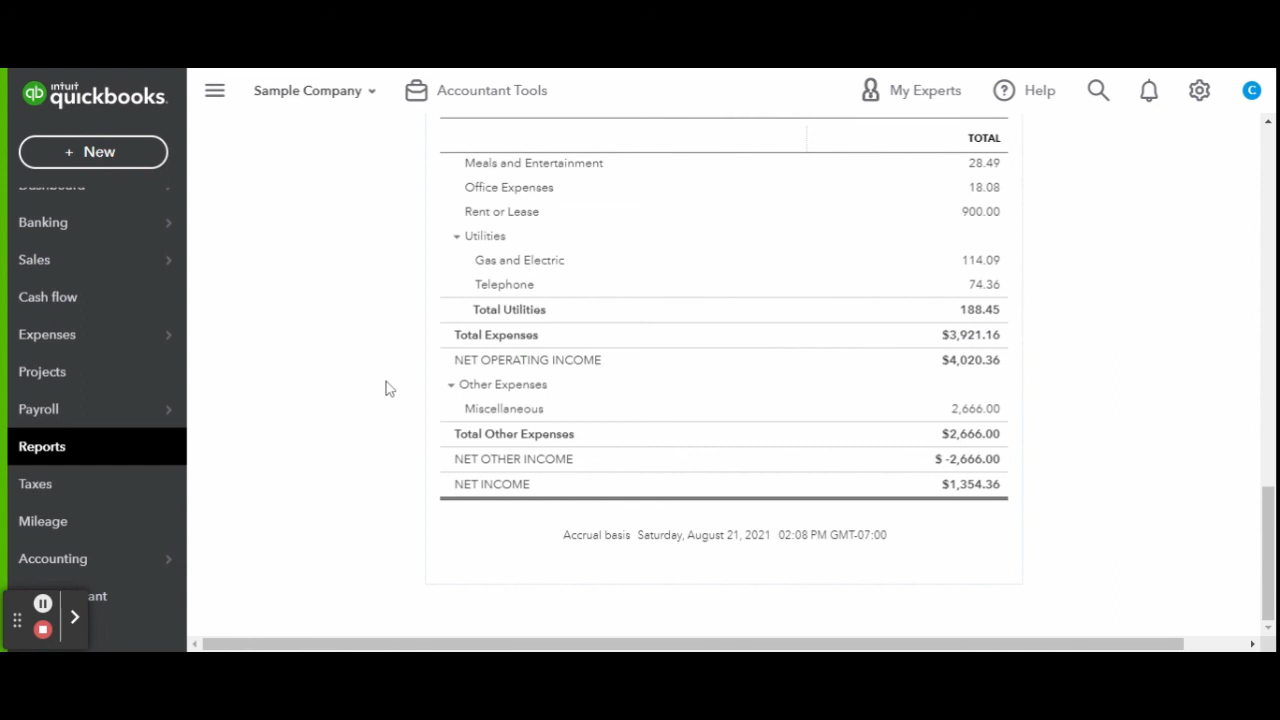 intuit
quickbooks.
Sample Company
Accountant Tools
My Experts
Help
C
+ New
Dashboard
Banking
Sales
Cash flow
Expenses
Projects
Payroll
Reports
Taxes
Mileage
Accounting
ant
TOTAL
Meals and Entertainment 28.49
Office Expenses 18.08
Rent or Lease 900.00
Utilities
Gas and Electric 114.09
Telephone 74.36
Total Utilities 188.45
Total Expenses $3,921.16
NET OPERATING INCOME $4,020.36
Other Expenses
Miscellaneous 2,666.00
Total Other Expenses $2,666.00
NET OTHER INCOME $ -2,666.00
NET INCOME $1,354.36
Accrual basis Saturday, August 21, 2021 02:08 PM GMT-07:00